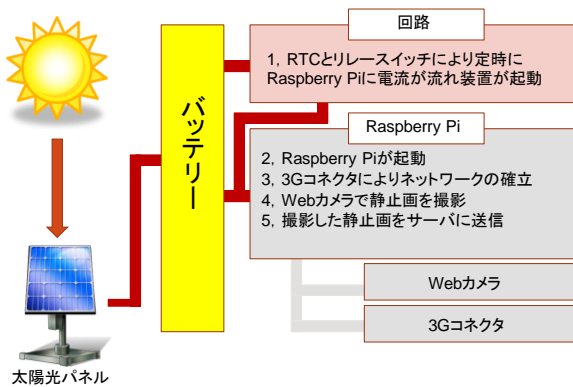 回路
1, RTCとリレースイッチにより定時に
Raspberry Piに電流が流れ装置が起動
バッテリー
Raspberry Pi
2, Raspberry Piが起動
3, 3Gコネクタによりネットワークの確立
4, Webカメラで静止画を撮影
5, 撮影した静止画をサーバに送信
Webカメラ
3Gコネクタ
太陽光パネル